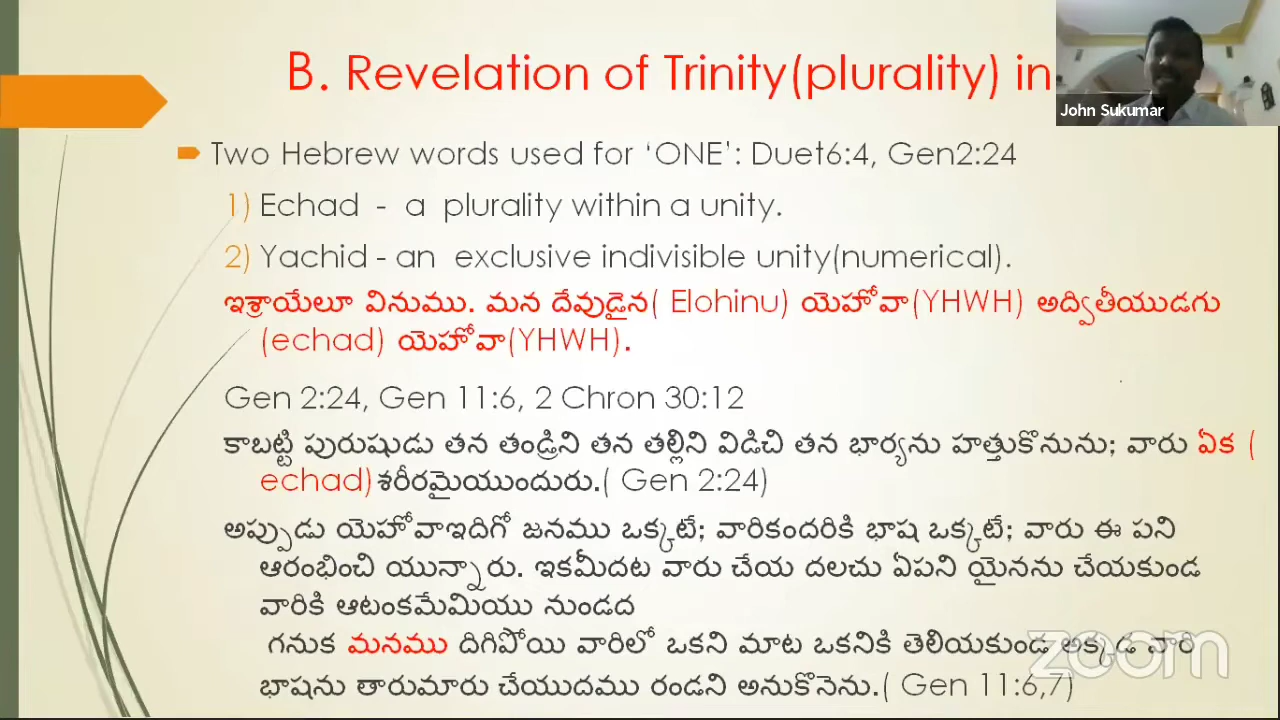 B. Revelation of Trinity(plurality) in
John Sukumar
Two Hebrew words used for ‘ONE’: Duet6:4, Gen2:24
1) Echad - a plurality within a unity.
2) Yachid - an exclusive indivisible unity(numerical).
ఇశ్రాయేలూ వినుము. మన దేవుడైన( Elohinu) యెహోవా(YHWH) అద్వితీయుడగు
(echad) యెహోవా(YHWH).
Gen 2:24, Gen 11:6, 2 Chron 30:12
కాబట్టి పురుషుడు తన తండ్రిని తన తల్లిని విడిచి తన భార్యను హత్తుకొనును; వారు ఏక (
echad)శరీరమైయుందురు.( Gen 2:24)
అప్పుడు యెహోవాఇదిగో జనము ఒక్కటే; వారికందరికి భాష ఒక్కటే; వారు ఈ పని
ఆరంభించి యున్నారు. ఇకమీదట వారు చేయ దలచు ఏపని యైనను చేయకుండ
వారికి ఆటంకమేమియు నుండద
గనుక మనము దిగిపోయి వారిలో ఒకని మాట ఒకనికి తెలియకుండ అక్కడ వారి
భాషను తారుమారు చేయుదము రండని అనుకొనెను.( Gen 11:6,7)
zoom